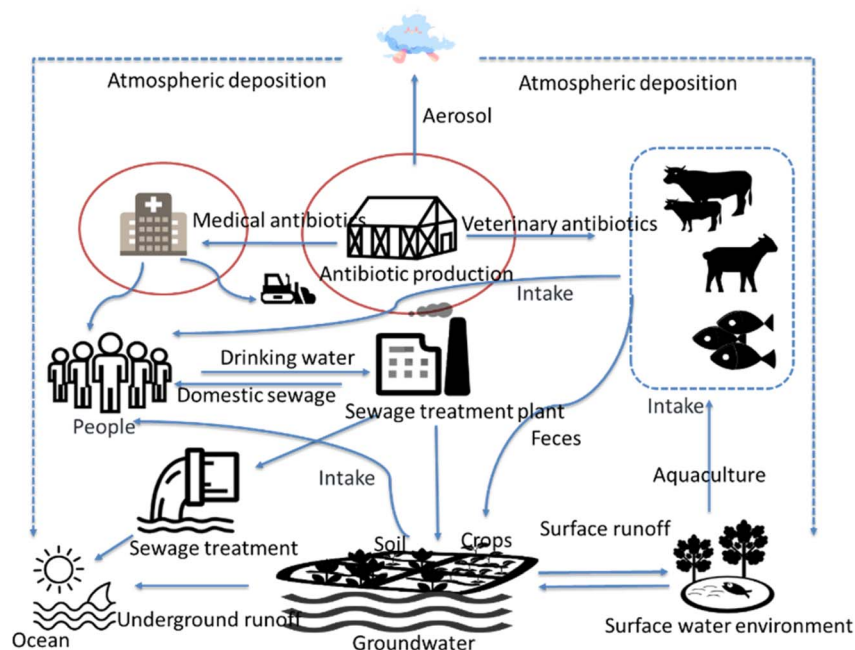 Atmospheric deposition
Atmospheric deposition
Aerosol
Medical antibiotics
Veterinary antibiotics
Antibiotic production
Intake
Drinking water
Domestic sewage
Sewage treatment plant
People
Intake
Feces
Intake
Aquaculture
Sewage treatment
Soil
Crops
Surface runoff
Underground runoff
Ocean
Groundwater
Surface water environment